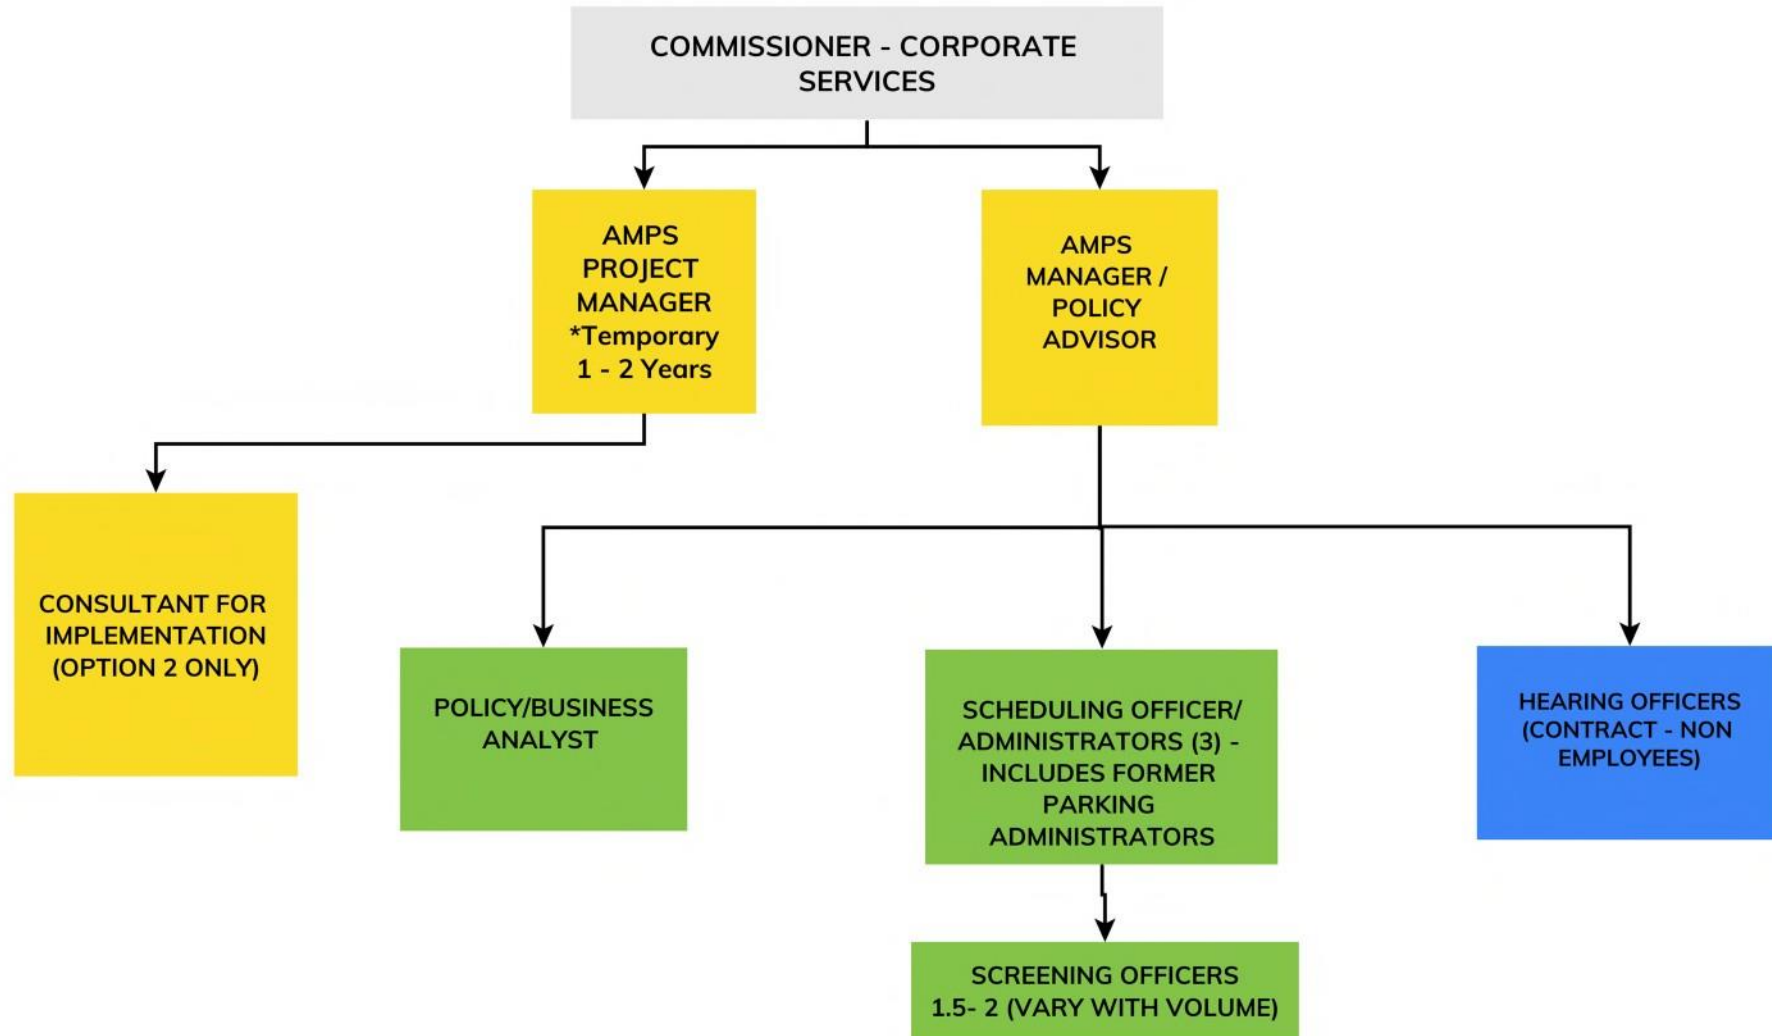 COMMISSIONER - CORPORATE
SERVICES
AMPS
PROJECT
MANAGER
*Temporary
1 - 2 Years
AMPS
MANAGER /
POLICY
ADVISOR
CONSULTANT FOR
IMPLEMENTATION
(OPTION 2 ONLY)
POLICY/BUSINESS
ANALYST
SCHEDULING OFFICER/
ADMINISTRATORS (3) -
INCLUDES FORMER
PARKING
ADMINISTRATORS
HEARING OFFICERS
(CONTRACT - NON
EMPLOYEES)
SCREENING OFFICERS
1.5- 2 (VARY WITH VOLUME)